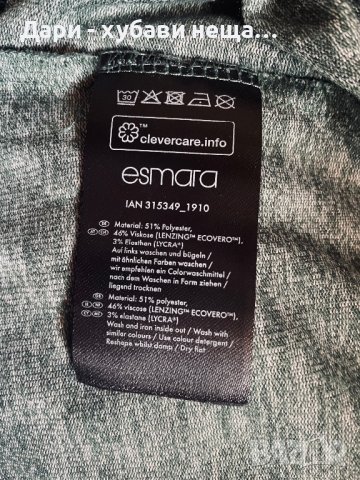 Дари - хубави неща...
30
™
clevercare.info
esmara
IAN 315349_1910
Material: 51% Polyester,
46% Viskose (LENZING™ ECOVERO™),
3% Elasthan (LYCRA®)
Auf links waschen und bügeln /
mit ähnlichen Farben waschen /
wir empfehlen ein Colorwaschmittel /
nach dem Waschen in Form ziehen /
liegend trocknen
Material: 51% polyester,
46% viscose (LENZING™ ECOVERO™),
3% elastane (LYCRA®)
Wash and iron inside out / Wash with
similar colours / Use colour detergent /
Reshape whilst damp / Dry flat